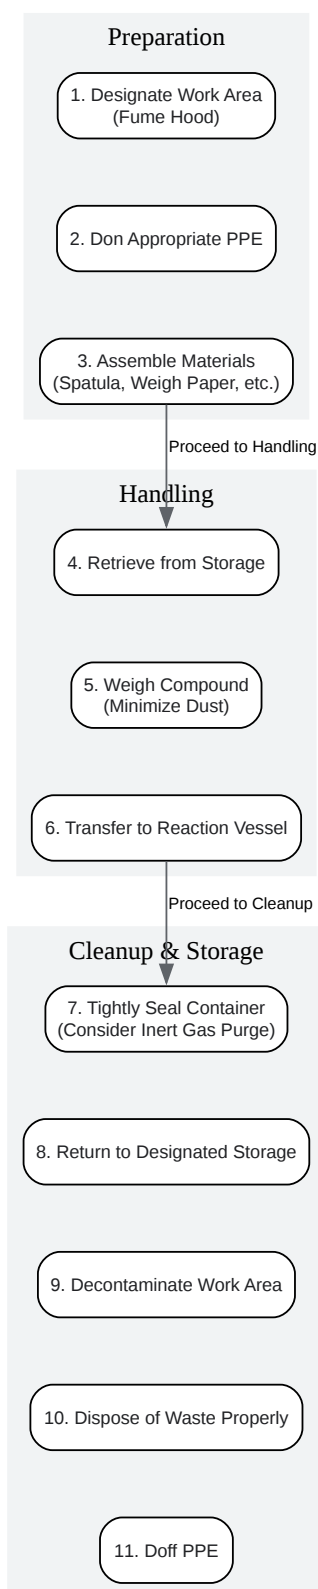 Preparation
1. Designate Work Area
(Fume Hood)
2. Don Appropriate PPE
3. Assemble Materials
(Spatula, Weigh Paper, etc.)
Proceed to Handling
Handling
4. Retrieve from Storage
5. Weigh Compound
(Minimize Dust)
6. Transfer to Reaction Vessel
Proceed to Cleanup
Cleanup & Storage
7. Tightly Seal Container
(Consider Inert Gas Purge)
8. Return to Designated Storage
9. Decontaminate Work Area
10. Dispose of Waste Properly
11. Doff PPE